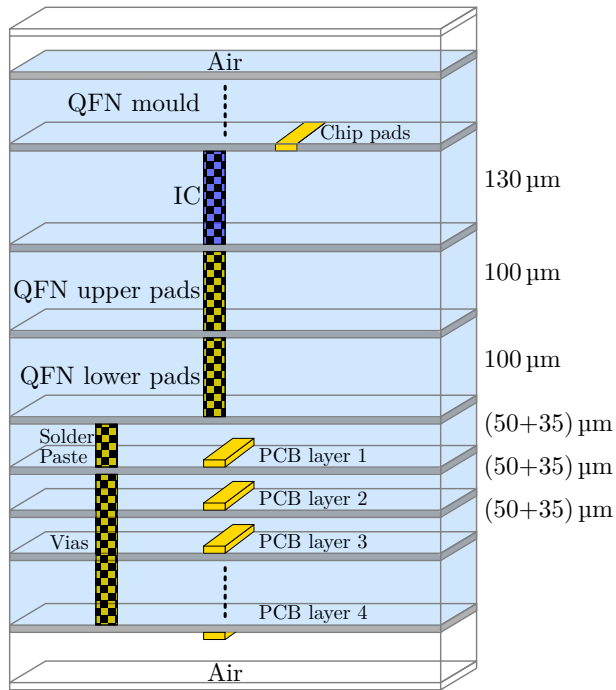 Air
QFN mould
Chip pads
130 µm
IC
100 µm
QFN upper pads
100 µm
QFN lower pads
(50+35) µm
Solder
Paste
PCB layer 1
(50+35) µm
PCB layer 2
(50+35) µm
Vias
PCB layer 3
PCB layer 4
Air